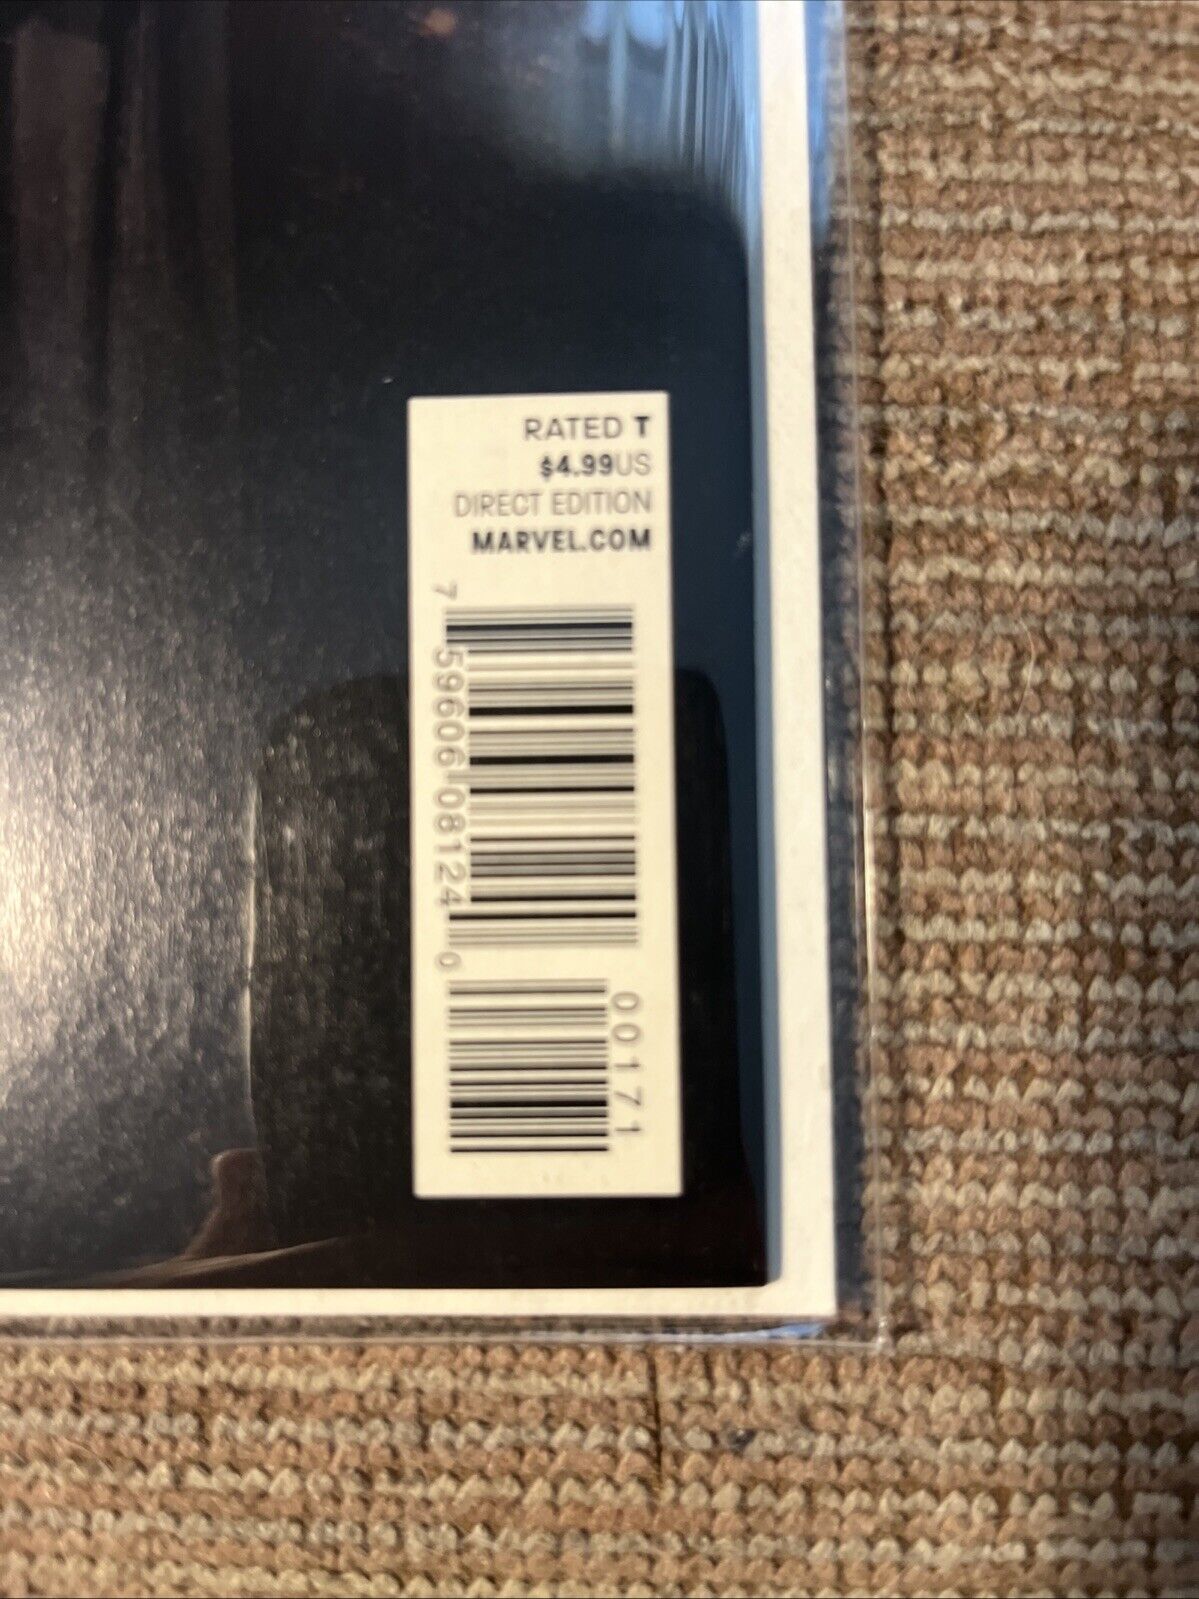 RATED T
$4.99US
DIRECT EDITION
MARVEL.COM
7 59606 08124 0
00171